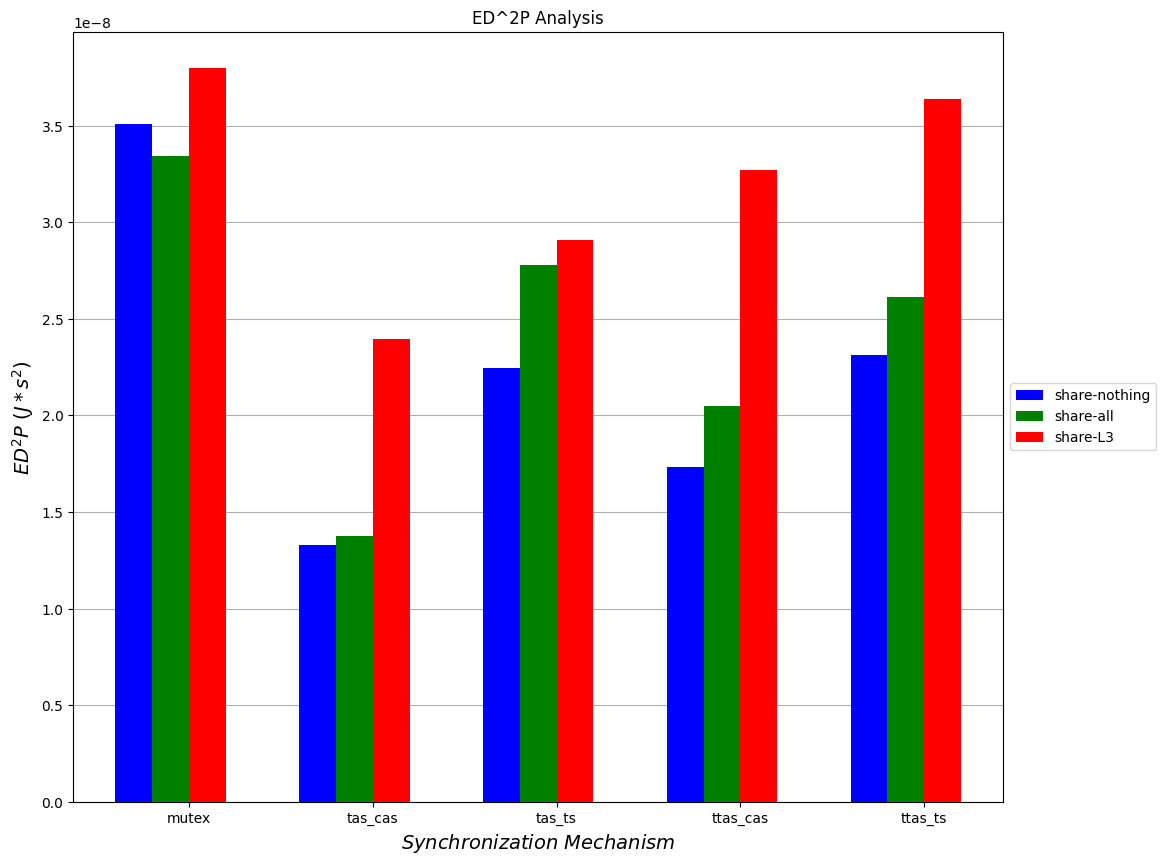 ED^2P Analysis
1e−8
3.5
3.0
2.5
2.0
1.5
1.0
0.5
0.0
ED²P (J * s²)
mutex
tas_cas
tas_ts
ttas_cas
ttas_ts
Synchronization Mechanism
share-nothing
share-all
share-L3